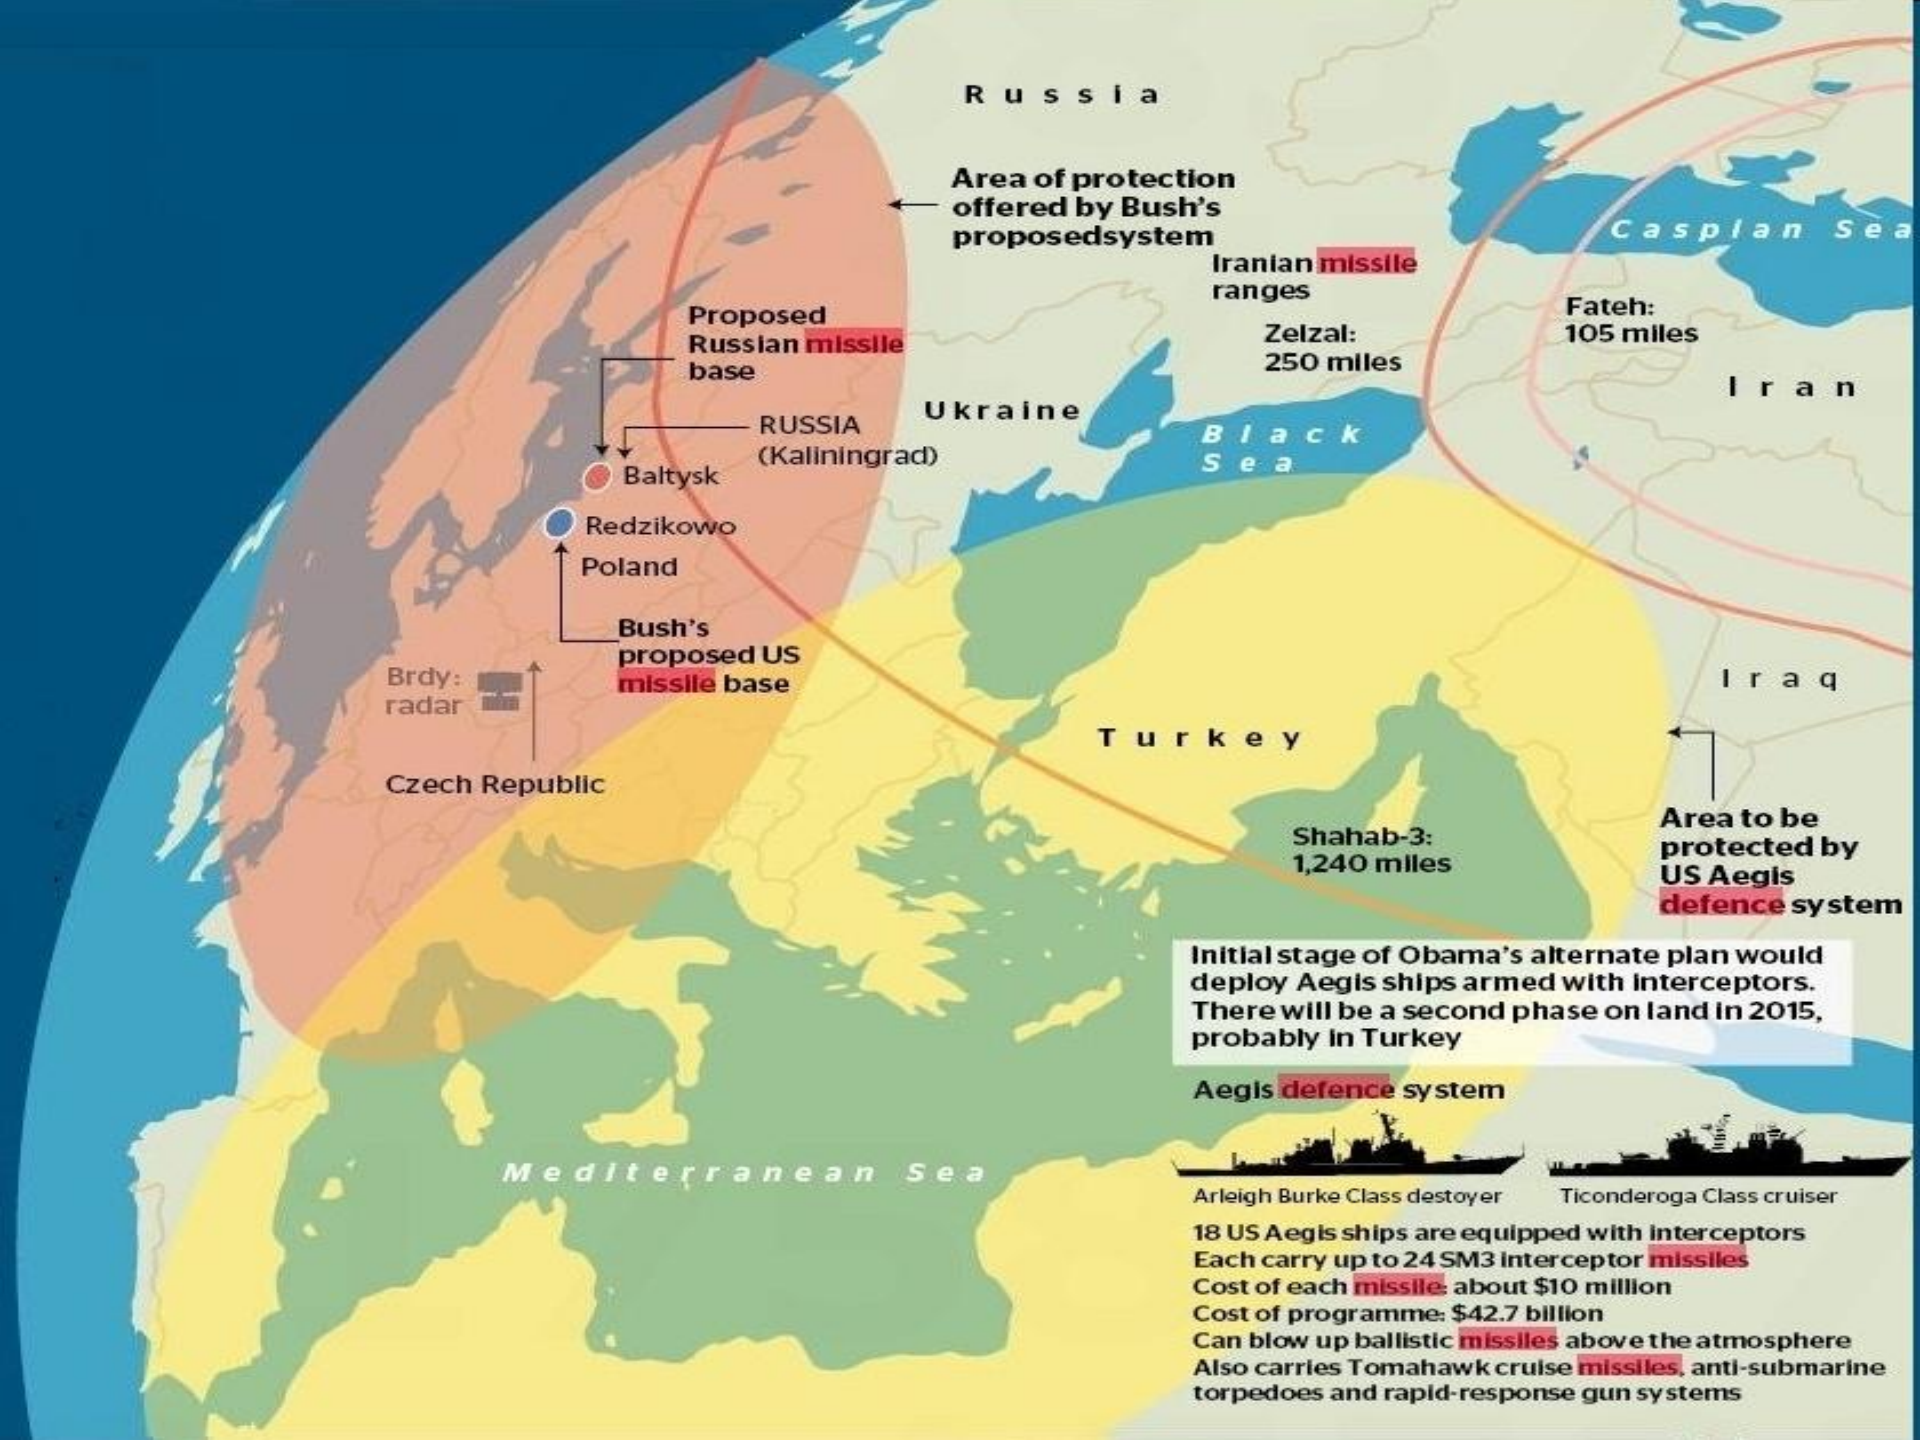 Russia
Area of protection
offered by Bush's
proposedsystem
Iranian missile
ranges
Caspian Sea
Proposed
Russian missile
base
Zelzal:
250 miles
Fateh:
105 miles
Iran
Ukraine
RUSSIA
(Kaliningrad)
Black
Sea
Baltysk
Redzikowo
Poland
Bush's
proposed US
missile base
Brdy:
radar
Czech Republic
Iraq
Turkey
Shahab-3:
1,240 miles
Area to be
protected by
US Aegis
defence system
Initial stage of Obama's alternate plan would
deploy Aegis ships armed with interceptors.
There will be a second phase on land in 2015,
probably in Turkey
Aegis defence system
Mediterranean Sea
Arleigh Burke Class destoyer
Ticonderoga Class cruiser
18 US Aegis ships are equipped with interceptors
Each carry up to 24 SM3 interceptor missiles
Cost of each missile: about $10 million
Cost of programme: $42.7 billion
Can blow up ballistic missiles above the atmosphere
Also carries Tomahawk cruise missiles, anti-submarine
torpedoes and rapid-response gun systems